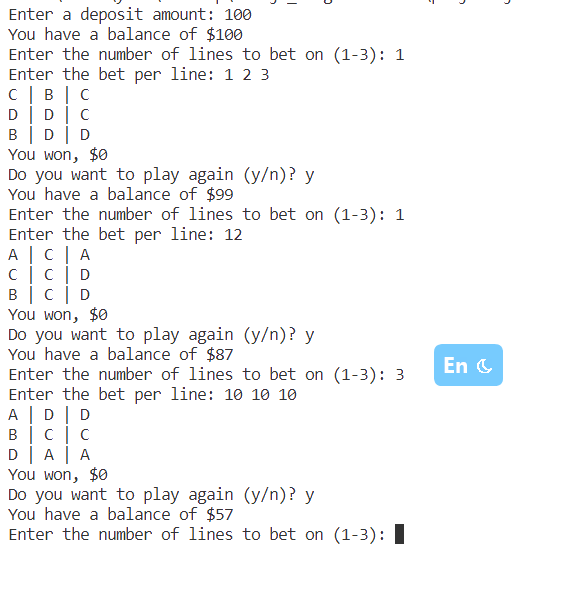 Enter a deposit amount: 100
You have a balance of $100
Enter the number of lines to bet on (1-3): 1
Enter the bet per line: 1 2 3
C | B | C
D | D | C
B | D | D
You won, $0
Do you want to play again (y/n)? y
You have a balance of $99
Enter the number of lines to bet on (1-3): 1
Enter the bet per line: 12
A | C | A
C | C | D
B | C | D
You won, $0
Do you want to play again (y/n)? y
You have a balance of $87
Enter the number of lines to bet on (1-3): 3
En
Enter the bet per line: 10 10 10
A | D | D
B | C | C
D | A | A
You won, $0
Do you want to play again (y/n)? y
You have a balance of $57
Enter the number of lines to bet on (1-3):